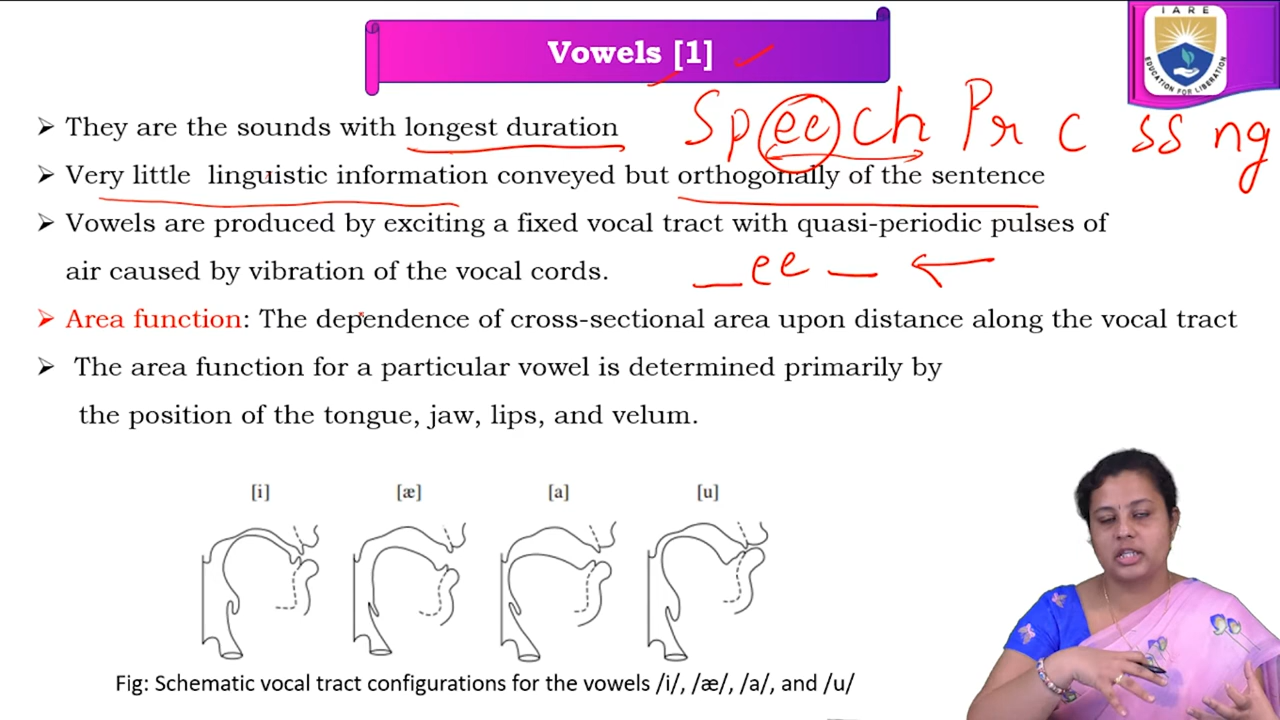 IARE
EDUCATION FOR LIBERATION
Vowels [1]
Speech Pr c ss ng
➢ They are the sounds with longest duration
➢ Very little linguistic information conveyed but orthogonally of the sentence
➢ Vowels are produced by exciting a fixed vocal tract with quasi-periodic pulses of
air caused by vibration of the vocal cords.
_ ee _
➢ Area function: The dependence of cross-sectional area upon distance along the vocal tract
➢ The area function for a particular vowel is determined primarily by
the position of the tongue, jaw, lips, and velum.
[i] [æ] [a] [u]
Fig: Schematic vocal tract configurations for the vowels /i/, /æ/, /a/, and /u/